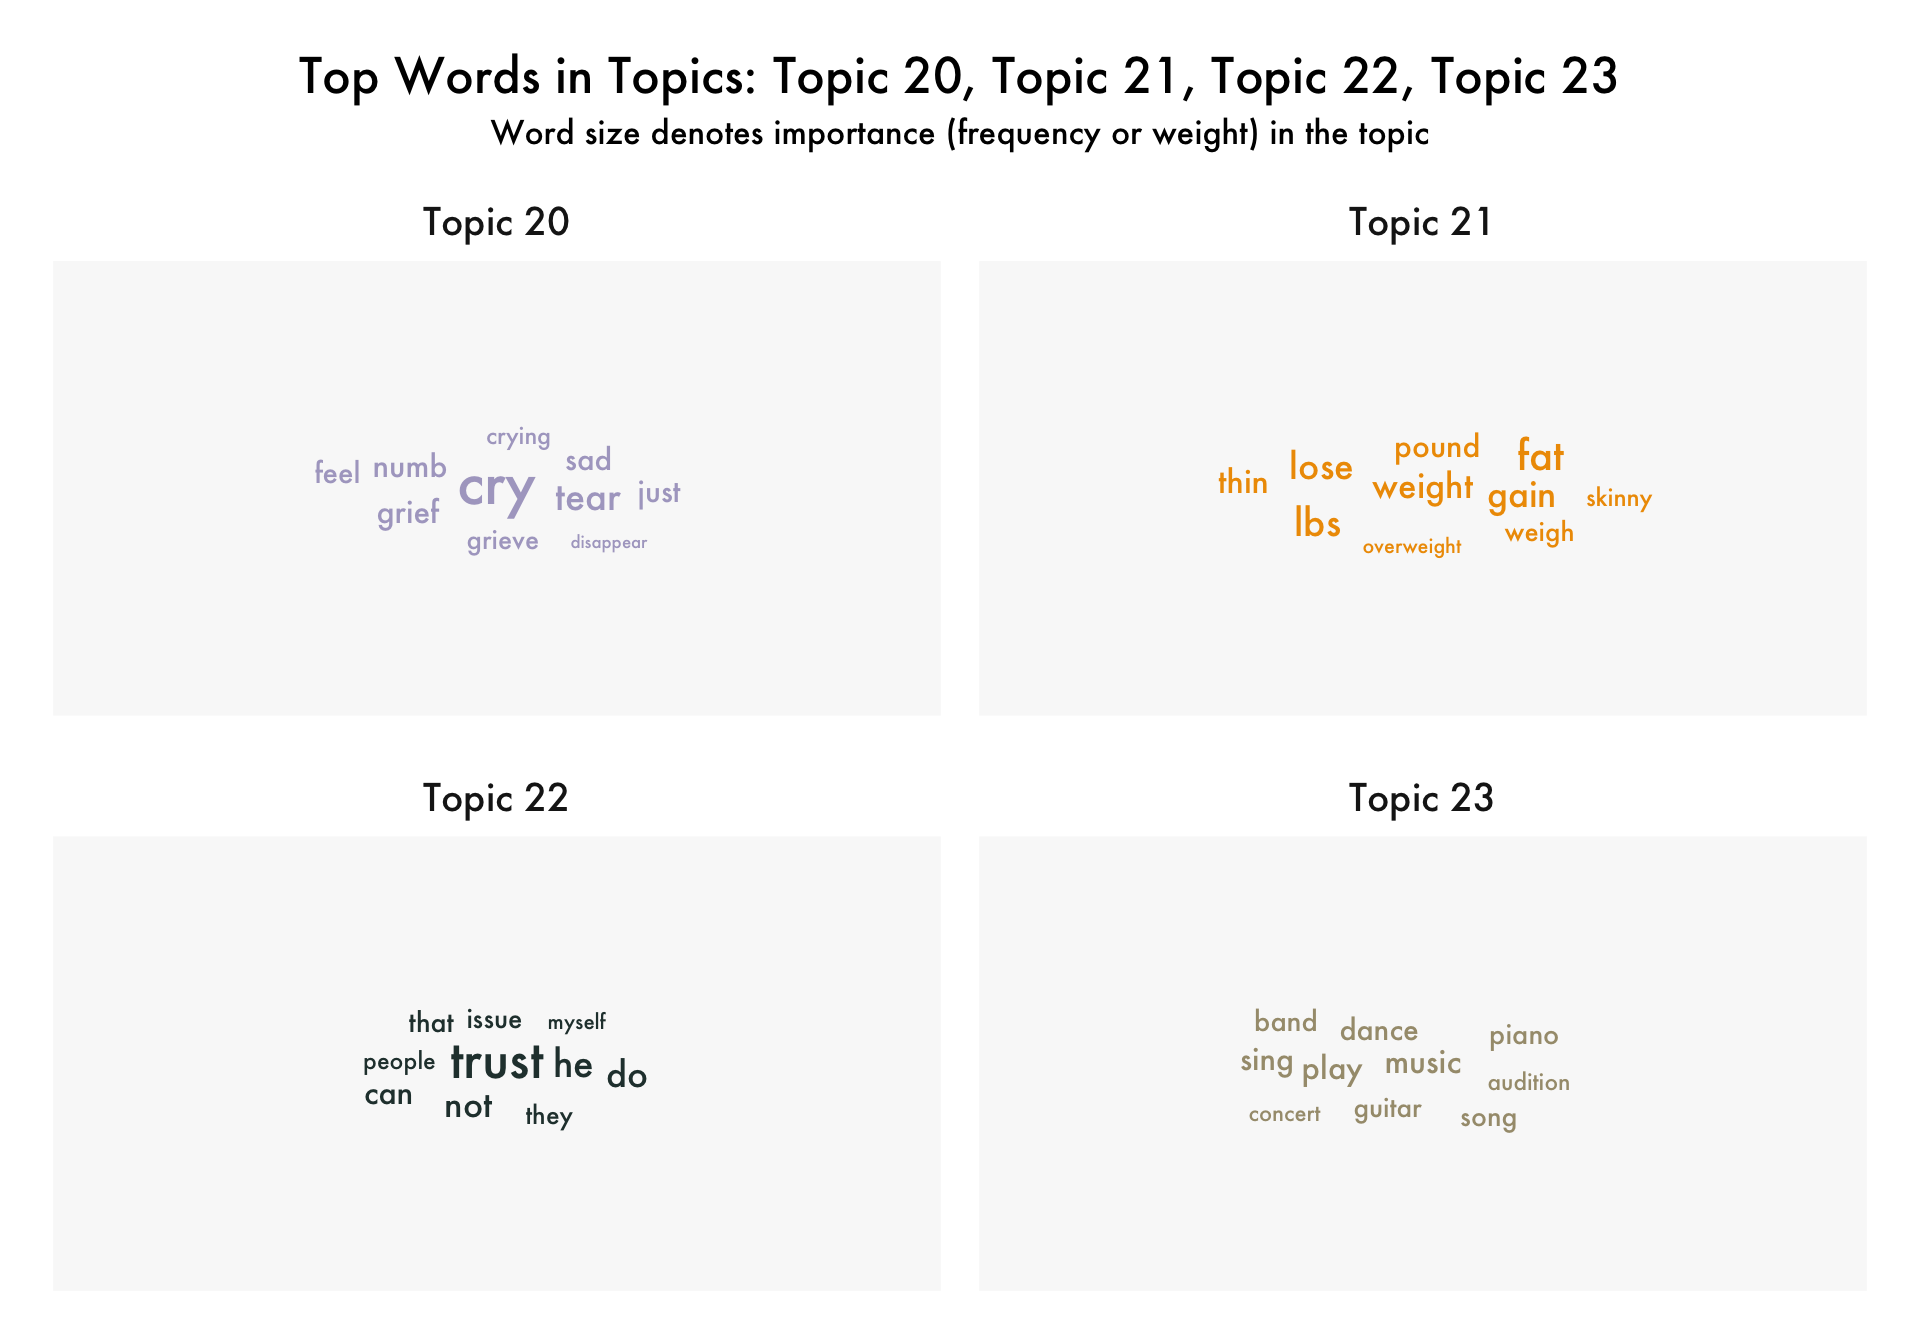 Top Words in Topics: Topic 20, Topic 21, Topic 22, Topic 23
Word size denotes importance (frequency or weight) in the topic
Topic 20
crying
sad
feel numb
cry
tear just
grief
grieve
disappear
Topic 21
pound
fat
lose
thin
weight
gain
skinny
lbs
weigh
overweight
Topic 22
that issue myself
people trust he do
can
not
they
Topic 23
band
dance
piano
sing play music
audition
concert
guitar
song